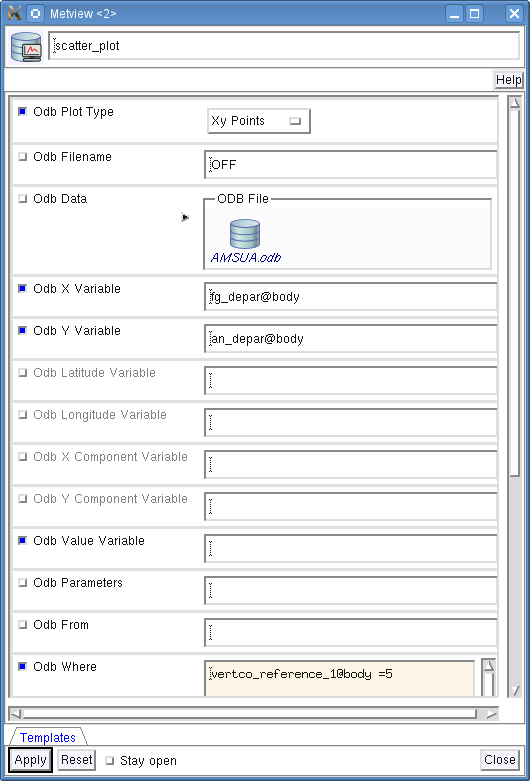 Metview <2>
scatter_plot
Help
Odb Plot Type
Xy Points
Odb Filename
OFF
Odb Data
ODB File
AMSUA.odb
Odb X Variable
fg_depar@body
Odb Y Variable
an_depar@body
Odb Latitude Variable
Odb Longitude Variable
Odb X Component Variable
Odb Y Component Variable
Odb Value Variable
Odb Parameters
Odb From
Odb Where
vertco_reference_1@body =5
Templates
Apply
Reset
Stay open
Close